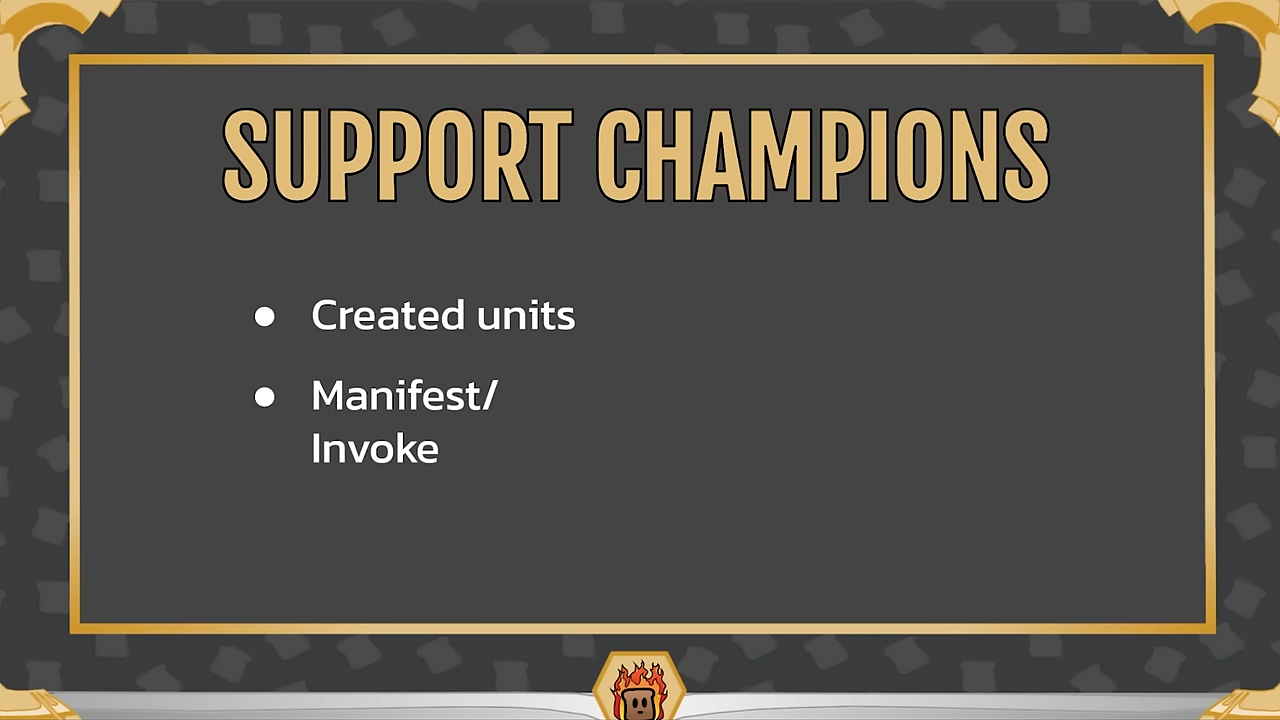 SUPPORT CHAMPIONS
● Created units
● Manifest/
Invoke